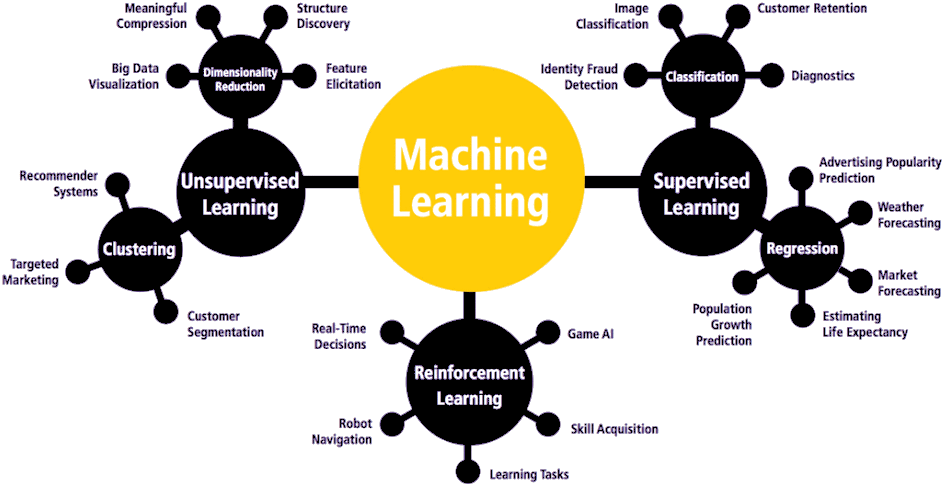 Meaningful
Compression
Structure
Discovery
Image
Classification
Customer Retention
Big Data
Visualization
Dimensionality
Reduction
Feature
Elicitation
Identity Fraud
Detection
Classification
Diagnostics
Machine
Learning
Unsupervised
Learning
Supervised
Learning
Recommender
Systems
Clustering
Targeted
Marketing
Customer
Segmentation
Advertising Popularity
Prediction
Weather
Forecasting
Regression
Market
Forecasting
Population
Growth
Prediction
Estimating
Life Expectancy
Real-Time
Decisions
Game AI
Reinforcement
Learning
Robot
Navigation
Skill Acquisition
Learning Tasks